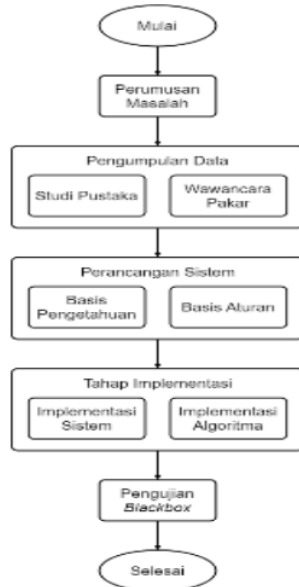 Mulai
Perumusan
Masalah
Pengumpulan Data
Studi Pustaka
Wawancara
Pakar
Perancangan Sistem
Basis
Pengetahuan
Basis Aturan
Tahap Implementasi
Implementasi
Sistem
Implementasi
Algoritma
Pengujian
Blackbox
Selesai